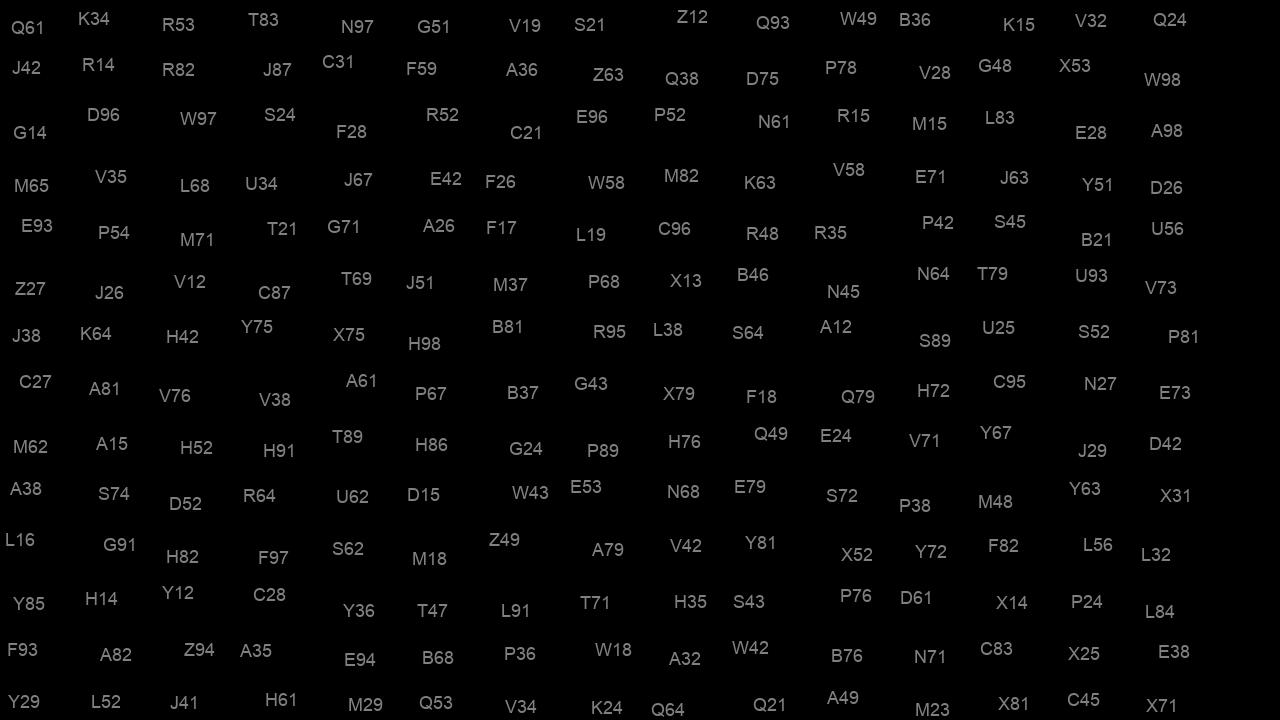 Q61 K34 R53 T83 N97 G51 V19 S21 Z12 Q93 W49 B36 K15 V32 Q24
J42 R14 R82 J87 C31 F59 A36 Z63 Q38 D75 P78 V28 G48 X53 W98
G14 D96 W97 S24 F28 R52 C21 E96 P52 N61 R15 M15 L83 E28 A98
M65 V35 L68 U34 J67 E42 F26 W58 M82 K63 V58 E71 J63 Y51 D26
E93 P54 M71 T21 G71 A26 F17 L19 C96 R48 R35 P42 S45 B21 U56
Z27 J26 V12 C87 T69 J51 M37 P68 X13 B46 N45 N64 T79 U93 V73
J38 K64 H42 Y75 X75 H98 B81 R95 L38 S64 A12 S89 U25 S52 P81
C27 A81 V76 V38 A61 P67 B37 G43 X79 F18 Q79 H72 C95 N27 E73
M62 A15 H52 H91 T89 H86 G24 P89 H76 Q49 E24 V71 Y67 J29 D42
A38 S74 D52 R64 U62 D15 W43 E53 N68 E79 S72 P38 M48 Y63 X31
L16 G91 H82 F97 S62 M18 Z49 A79 V42 Y81 X52 Y72 F82 L56 L32
Y85 H14 Y12 C28 Y36 T47 L91 T71 H35 S43 P76 D61 X14 P24 L84
F93 A82 Z94 A35 E94 B68 P36 W18 A32 W42 B76 N71 C83 X25 E38
Y29 L52 J41 H61 M29 Q53 V34 K24 Q64 Q21 A49 M23 X81 C45 X71